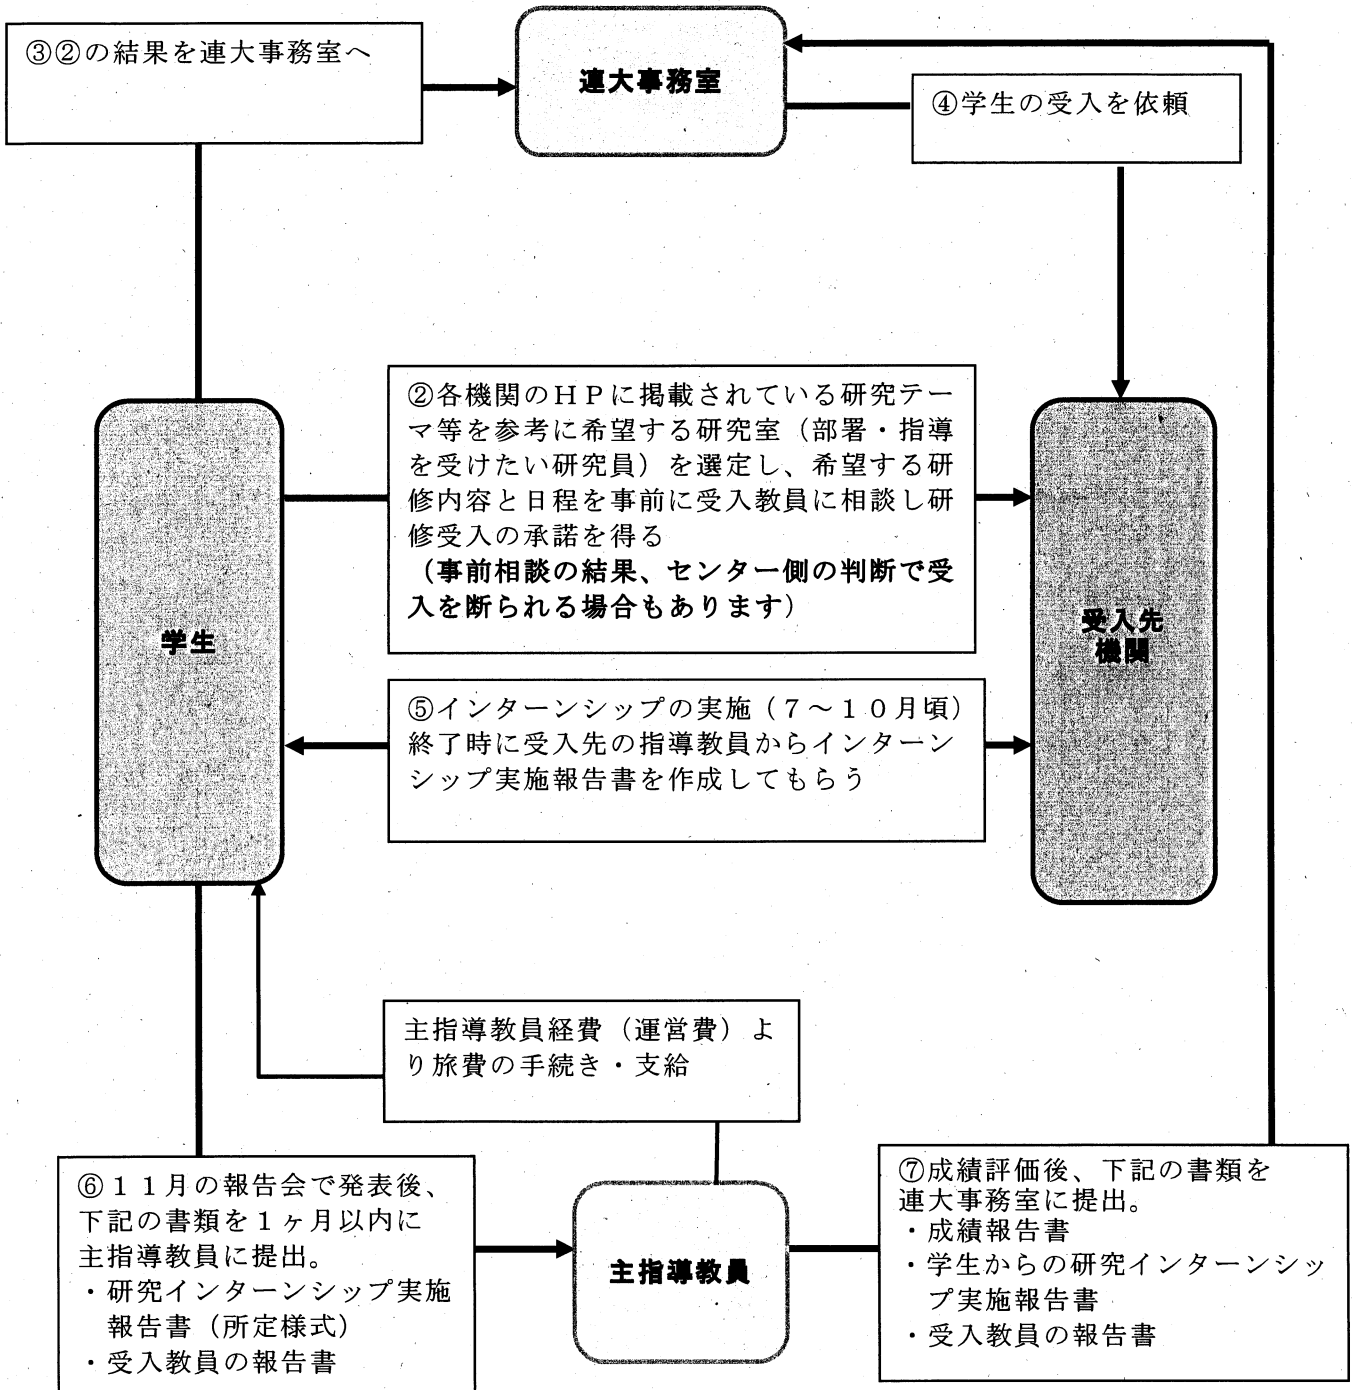 ③②の結果を連大事務室へ
連大事務室
④学生の受入を依頼
②各機関のＨＰに掲載されている研究テー
マ等を参考に希望する研究室（部署・指導
を受けたい研究員）を選定し、希望する研
修内容と日程を事前に受入教員に相談し研
修受入の承諾を得る
（事前相談の結果、センター側の判断で受
入を断られる場合もあります）
学生
受入先
機関
⑤インターンシップの実施（７～１０月頃）
終了時に受入先の指導教員からインターン
シップ実施報告書を作成してもらう
主指導教員経費（運営費）よ
り旅費の手続き・支給
⑥１１月の報告会で発表後、
下記の書類を１ヶ月以内に
主指導教員に提出。
・研究インターンシップ実施
報告書（所定様式）
・受入教員の報告書
主指導教員
⑦成績評価後、下記の書類を
連大事務室に提出。
・成績報告書
・学生からの研究インターンシッ
プ実施報告書
・受入教員の報告書